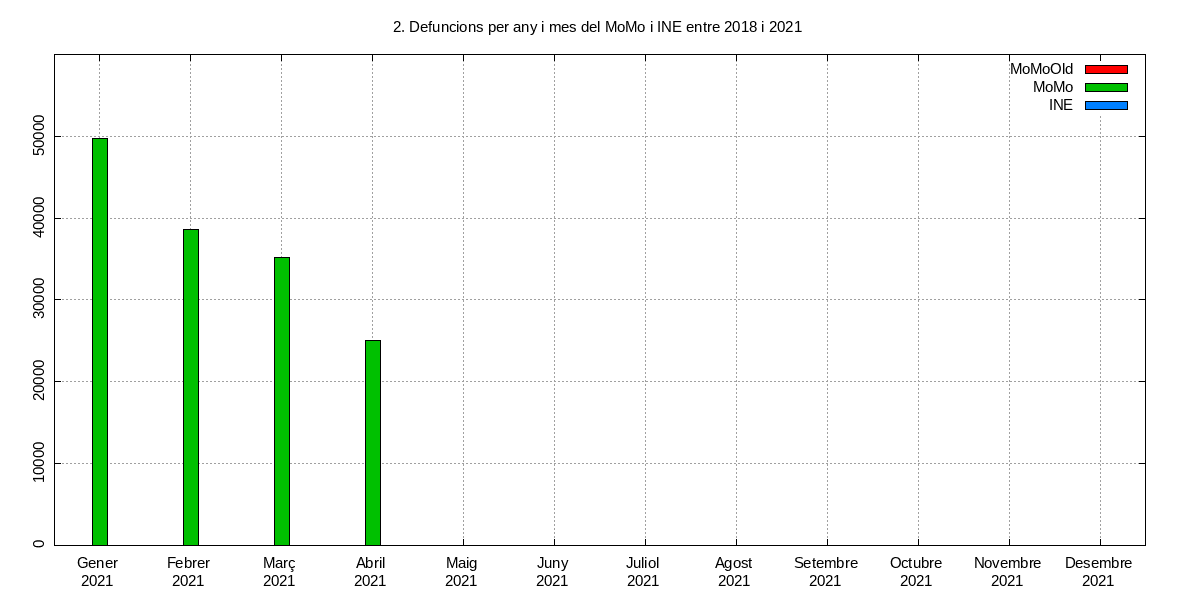 2. Defuncions per any i mes del MoMo i INE entre 2018 i 2021
MoMoOld
MoMo
INE
50000
40000
30000
20000
10000
0
Gener Febrer Març Abril Maig Juny Juliol Agost Setembre Octubre Novembre Desembre
2021 2021 2021 2021 2021 2021 2021 2021 2021 2021 2021 2021